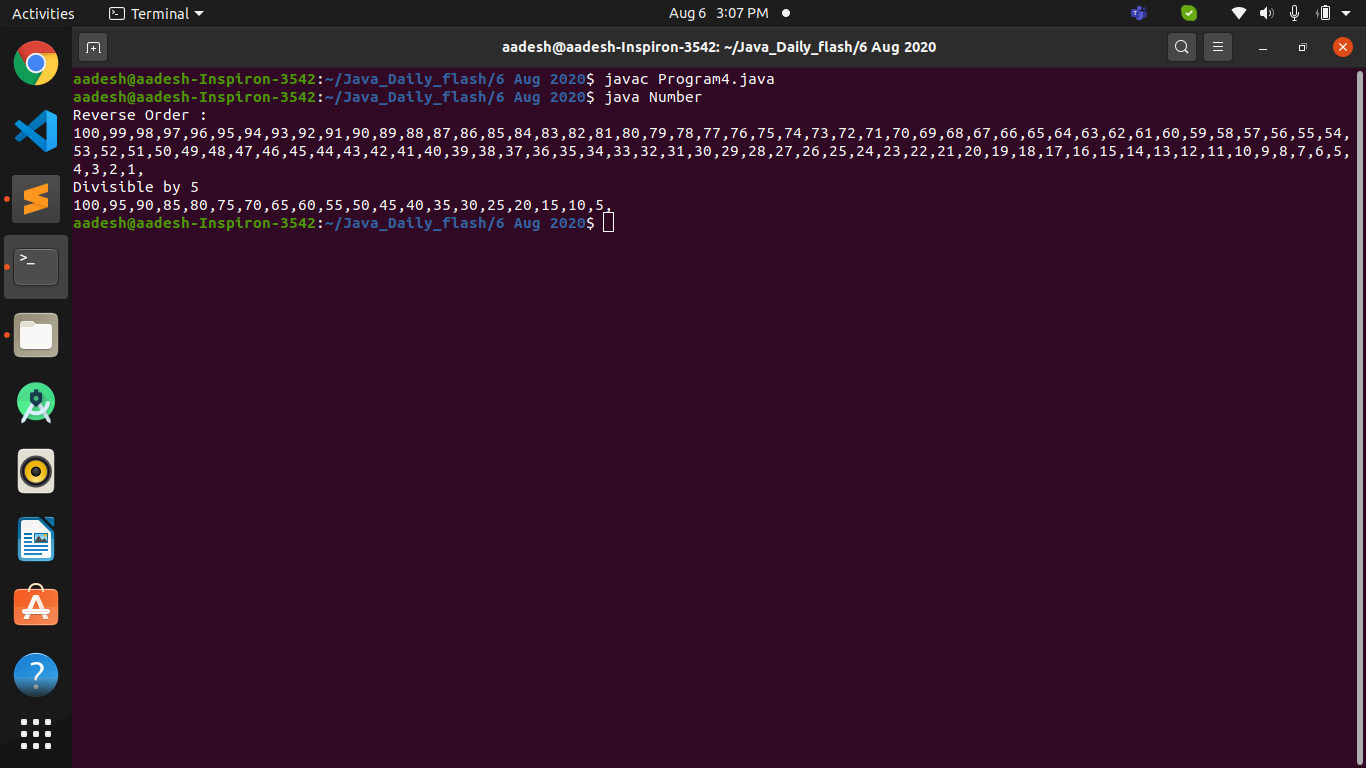 Activities Terminal Aug 6 3:07 PM
aadesh@aadesh-Inspiron-3542: ~/Java_Daily_flash/6 Aug 2020
aadesh@aadesh-Inspiron-3542:~/Java_Daily_flash/6 Aug 2020$ javac Program4.java
aadesh@aadesh-Inspiron-3542:~/Java_Daily_flash/6 Aug 2020$ java Number
Reverse Order :
100,99,98,97,96,95,94,93,92,91,90,89,88,87,86,85,84,83,82,81,80,79,78,77,76,75,74,73,72,71,70,69,68,67,66,65,64,63,62,61,60,59,58,57,56,55,54,
53,52,51,50,49,48,47,46,45,44,43,42,41,40,39,38,37,36,35,34,33,32,31,30,29,28,27,26,25,24,23,22,21,20,19,18,17,16,15,14,13,12,11,10,9,8,7,6,5,
4,3,2,1,
Divisible by 5
100,95,90,85,80,75,70,65,60,55,50,45,40,35,30,25,20,15,10,5,
aadesh@aadesh-Inspiron-3542:~/Java_Daily_flash/6 Aug 2020$